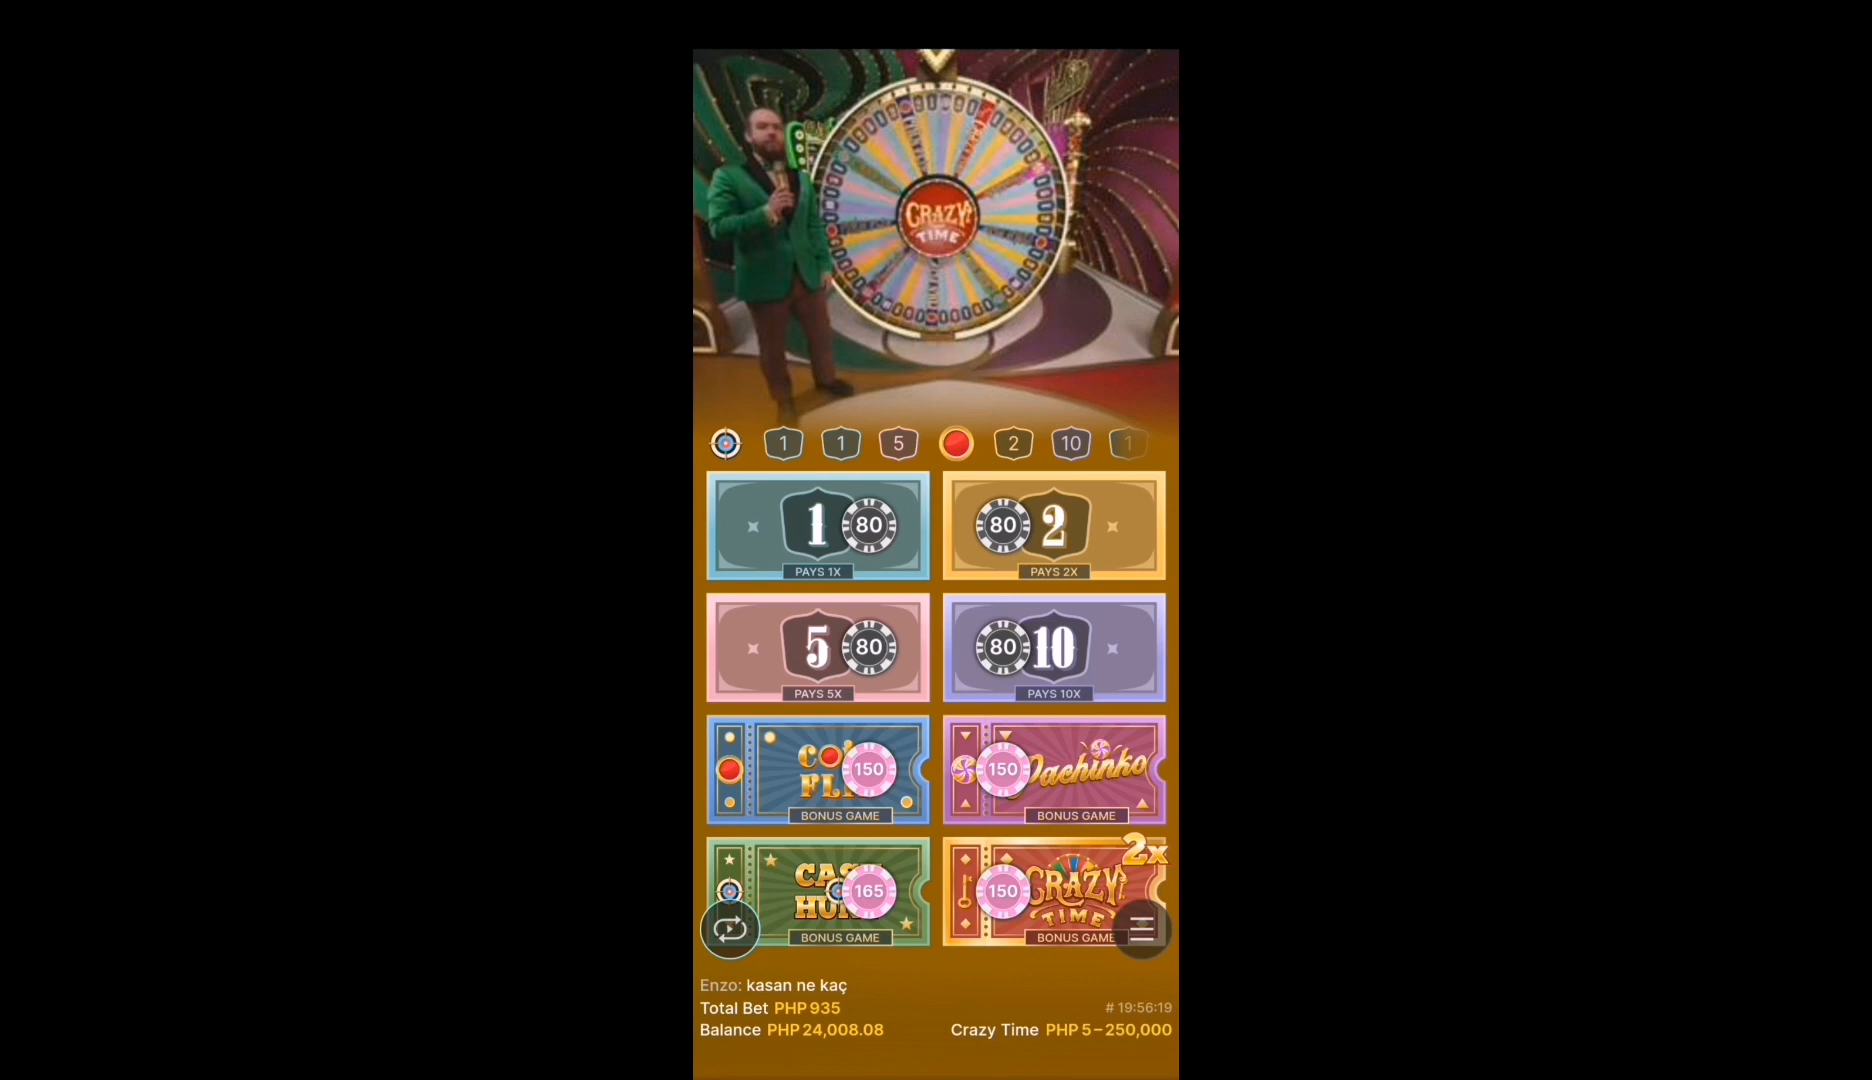 CRAZY!
TIME
1 1 5 2 10 1
1 80
PAYS 1X
80 2
PAYS 2X
5 80
PAYS 5X
80 10
PAYS 10X
150
BONUS GAME
150 Pachinko
BONUS GAME
2x
165
BONUS GAME
150 CRAZY!
TIME
BONUS GAME
Enzo: kasan ne kaç
Total Bet PHP 935 # 19:56:19
Balance PHP 24,008.08 Crazy Time PHP 5–250,000